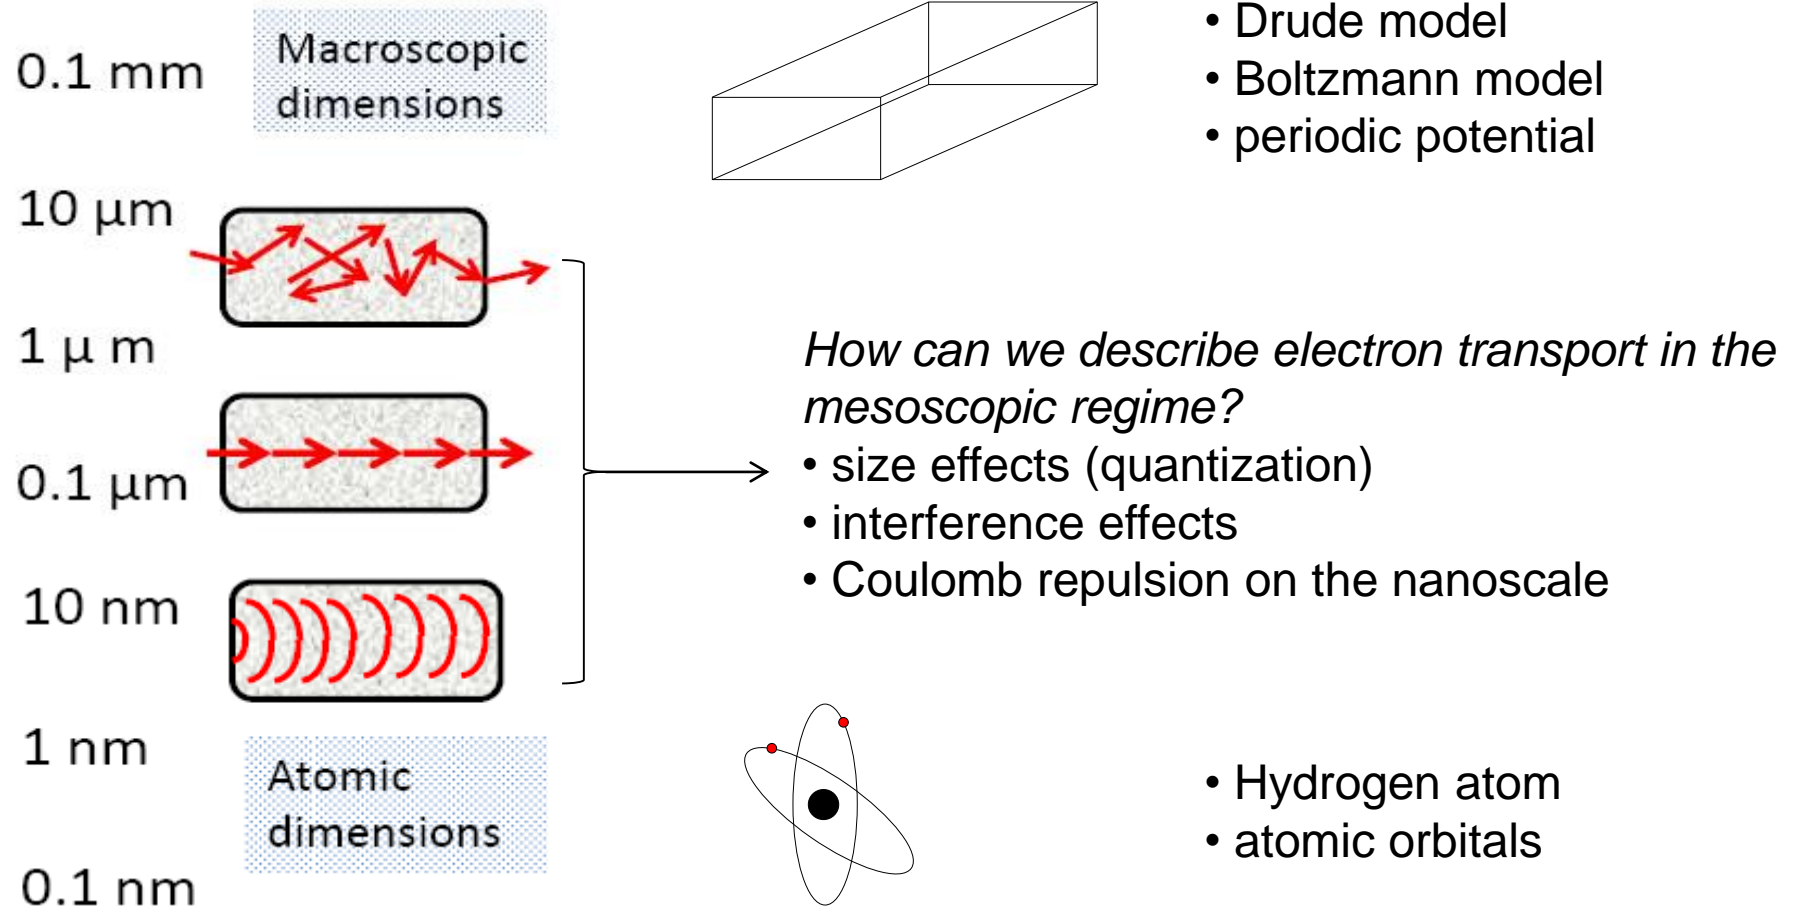 0.1 mm
Macroscopic
dimensions
• Drude model
• Boltzmann model
• periodic potential
10 µm
1 µ m
0.1 µm
10 nm
How can we describe electron transport in the
mesoscopic regime?
• size effects (quantization)
• interference effects
• Coulomb repulsion on the nanoscale
1 nm
Atomic
dimensions
0.1 nm
• Hydrogen atom
• atomic orbitals